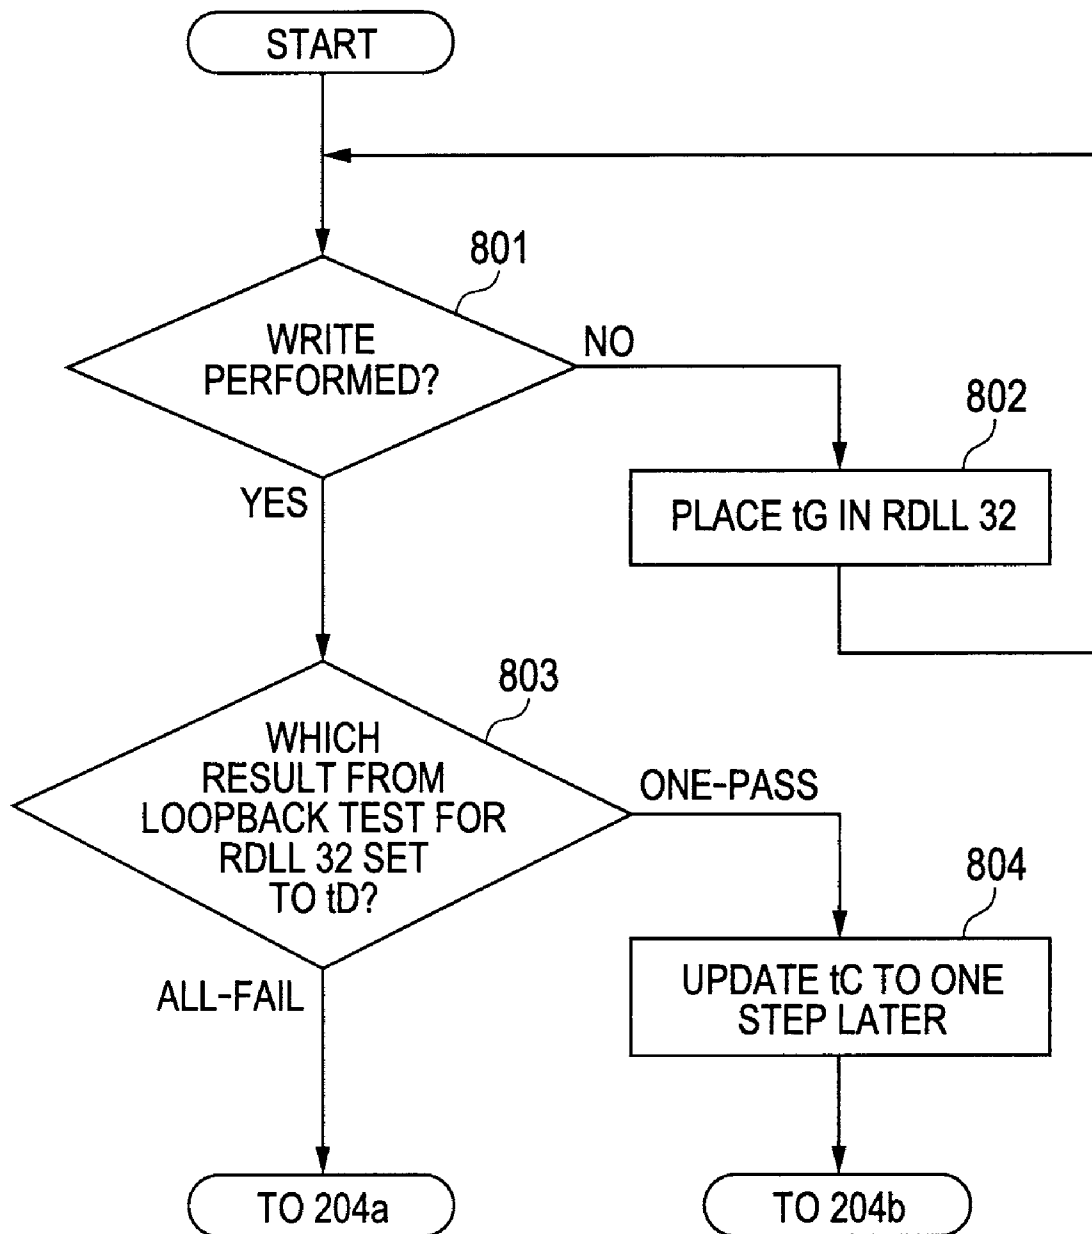 START
801
WRITE
PERFORMED?
NO
802
YES
PLACE tG IN RDLL 32
803
WHICH
RESULT FROM
LOOPBACK TEST FOR
RDLL 32 SET
TO tD?
ONE-PASS
804
ALL-FAIL
UPDATE tC TO ONE
STEP LATER
TO 204a
TO 204b